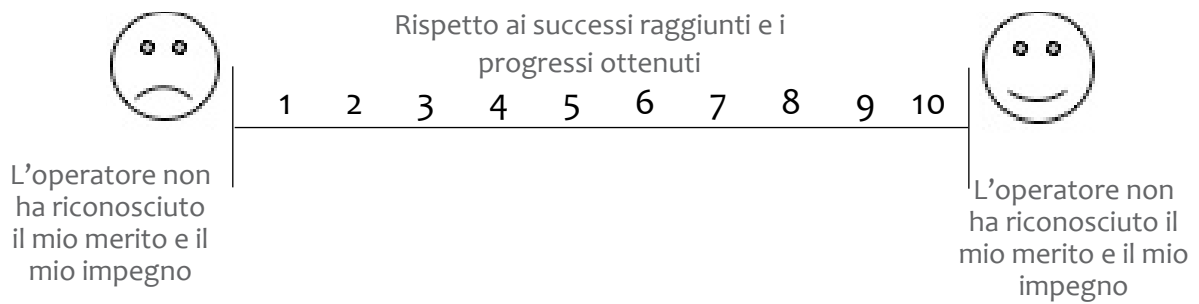 Rispetto ai successi raggiunti e i
progressi ottenuti
1 2 3 4 5 6 7 8 9 10
L'operatore non
ha riconosciuto
il mio merito e il
mio impegno
L'operatore non
ha riconosciuto il
mio merito e il mio
impegno